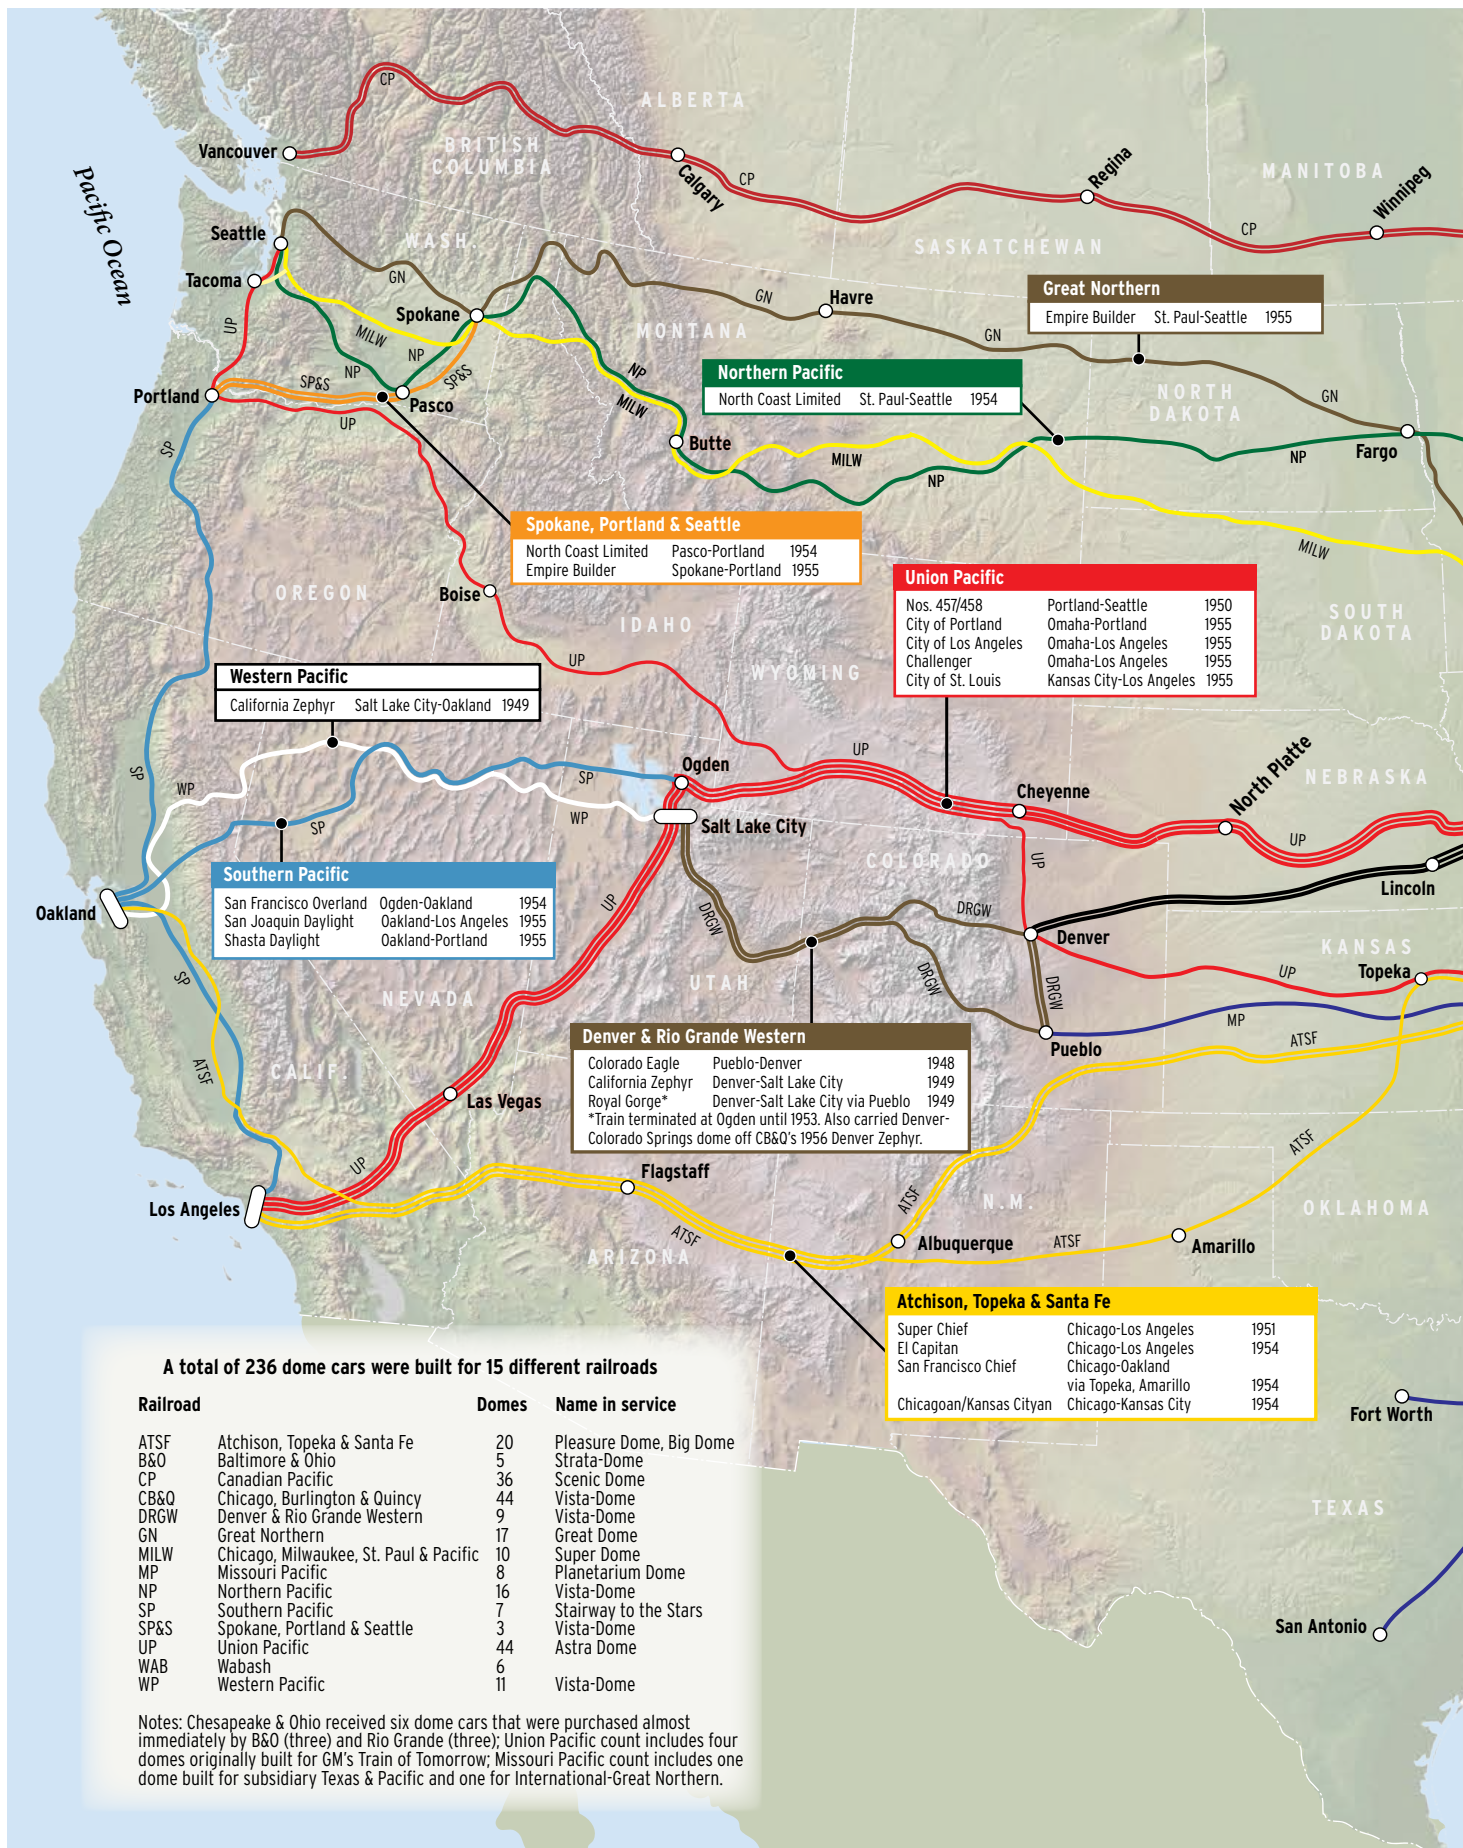 CP
ALBERTA
BRITISH
COLUMBIA
Vancouver
Calgary
CP
Regina
MANITOBA
Winnipeg
CP
Pacific Ocean
Seattle
WASH.
SASKATCHEWAN
Tacoma
GN
Spokane
GN
Havre
MONTANA
GN
Great Northern
Empire Builder St. Paul-Seattle 1955
UP
MILW
NP
NP
SP&S
SP&S
NP
MILW
Northern Pacific
North Coast Limited St. Paul-Seattle 1954
NORTH
DAKOTA
GN
Portland
Pasco
UP
SP
Butte
MILW
NP
NP
Fargo
MILW
Spokane, Portland & Seattle
North Coast Limited Pasco-Portland 1954
Empire Builder Spokane-Portland 1955
OREGON
Boise
IDAHO
UP
WYOMING
SOUTH
DAKOTA
Union Pacific
Nos. 457/458 Portland-Seattle 1950
City of Portland Omaha-Portland 1955
City of Los Angeles Omaha-Los Angeles 1955
Challenger Omaha-Los Angeles 1955
City of St. Louis Kansas City-Los Angeles 1955
Western Pacific
California Zephyr Salt Lake City-Oakland 1949
SP
WP
SP
SP
WP
Ogden
Salt Lake City
UP
Cheyenne
North Platte
NEBRASKA
UP
UP
COLORADO
Lincoln
Southern Pacific
San Francisco Overland Ogden-Oakland 1954
San Joaquin Daylight Oakland-Los Angeles 1955
Shasta Daylight Oakland-Portland 1955
Oakland
SP
UP
DRGW
DRGW
DRGW
DRGW
Denver
KANSAS
UP
Topeka
UTAH
NEVADA
MP
Pueblo
ATSF
ATSF
CALIF.
Las Vegas
Denver & Rio Grande Western
Colorado Eagle Pueblo-Denver 1948
California Zephyr Denver-Salt Lake City 1949
Royal Gorge* Denver-Salt Lake City via Pueblo 1949
*Train terminated at Ogden until 1953. Also carried Denver-
Colorado Springs dome off CB&Q's 1956 Denver Zephyr.
UP
Los Angeles
Flagstaff
ATSF
ARIZONA
ATSF
N.M.
Albuquerque
ATSF
Amarillo
ATSF
OKLAHOMA
Atchison, Topeka & Santa Fe
Super Chief Chicago-Los Angeles 1951
El Capitan Chicago-Los Angeles 1954
San Francisco Chief Chicago-Oakland
via Topeka, Amarillo 1954
Chicagoan/Kansas Cityan Chicago-Kansas City 1954
Fort Worth
TEXAS
San Antonio
A total of 236 dome cars were built for 15 different railroads
Railroad Domes Name in service
ATSF Atchison, Topeka & Santa Fe 20 Pleasure Dome, Big Dome
B&O Baltimore & Ohio 5 Strata-Dome
CP Canadian Pacific 36 Scenic Dome
CB&Q Chicago, Burlington & Quincy 44 Vista-Dome
DRGW Denver & Rio Grande Western 9 Vista-Dome
GN Great Northern 17 Great Dome
MILW Chicago, Milwaukee, St. Paul & Pacific 10 Super Dome
MP Missouri Pacific 8 Planetarium Dome
NP Northern Pacific 16 Vista-Dome
SP Southern Pacific 7 Stairway to the Stars
SP&S Spokane, Portland & Seattle 3 Vista-Dome
UP Union Pacific 44 Astra Dome
WAB Wabash 6
WP Western Pacific 11 Vista-Dome
Notes: Chesapeake & Ohio received six dome cars that were purchased almost
immediately by B&O (three) and Rio Grande (three); Union Pacific count includes four
domes originally built for GM's Train of Tomorrow; Missouri Pacific count includes one
dome built for subsidiary Texas & Pacific and one for International-Great Northern.